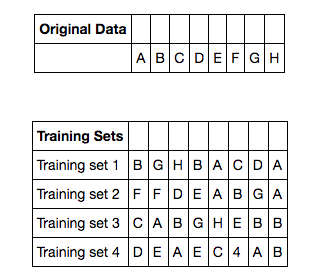 Original Data
A B C D E F G H
Training Sets
Training set 1 B G H B A C D A
Training set 2 F F D E A B G A
Training set 3 C A B G H E B B
Training set 4 D E A E C 4 A B